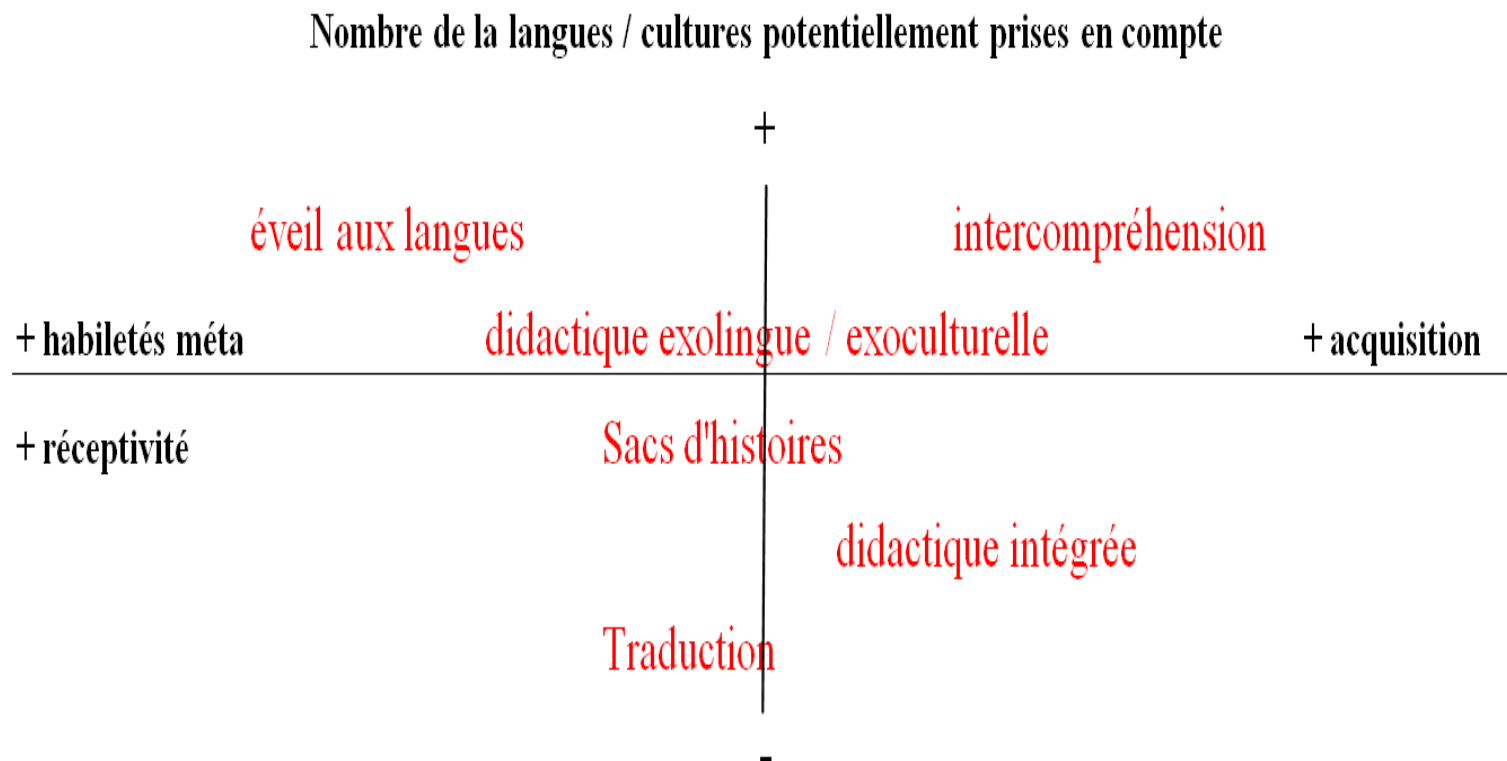 Nombre de la langues / cultures potentiellement prises en compte
+
éveil aux langues
intercompréhension
+ habiletés méta
didactique exolingue / exoculturelle
+ acquisition
+ réceptivité
Sacs d'histoires
didactique intégrée
Traduction
-